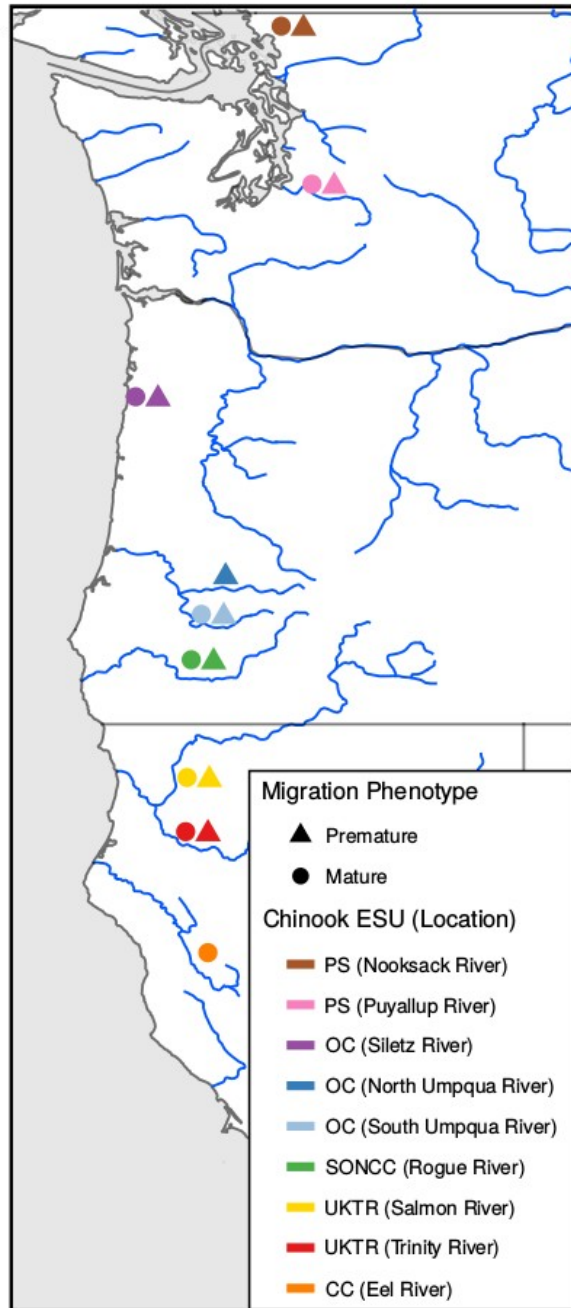 Migration Phenotype
Premature
Mature
Chinook ESU (Location)
PS (Nooksack River)
PS (Puyallup River)
OC (Siletz River)
OC (North Umpqua River)
OC (South Umpqua River)
SONCC (Rogue River)
UKTR (Salmon River)
UKTR (Trinity River)
CC (Eel River)